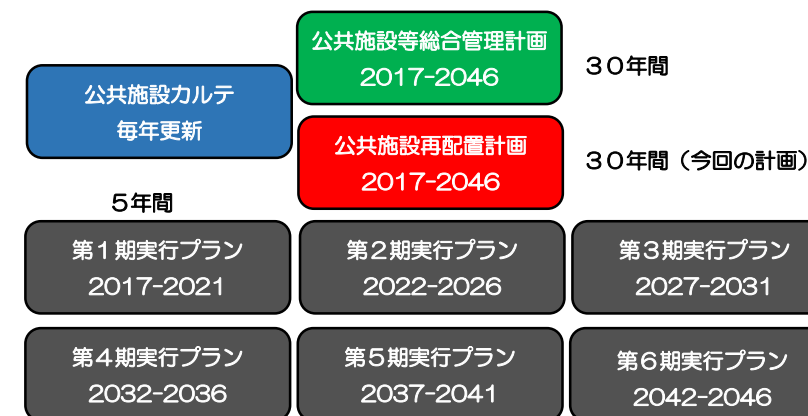 公共施設等総合管理計画
2017-2046
３０年間
公共施設カルテ
毎年更新
公共施設再配置計画
2017-2046
３０年間（今回の計画）
５年間
第１期実行プラン
2017-2021
第２期実行プラン
2022-2026
第３期実行プラン
2027-2031
第４期実行プラン
2032-2036
第５期実行プラン
2037-2041
第６期実行プラン
2042-2046